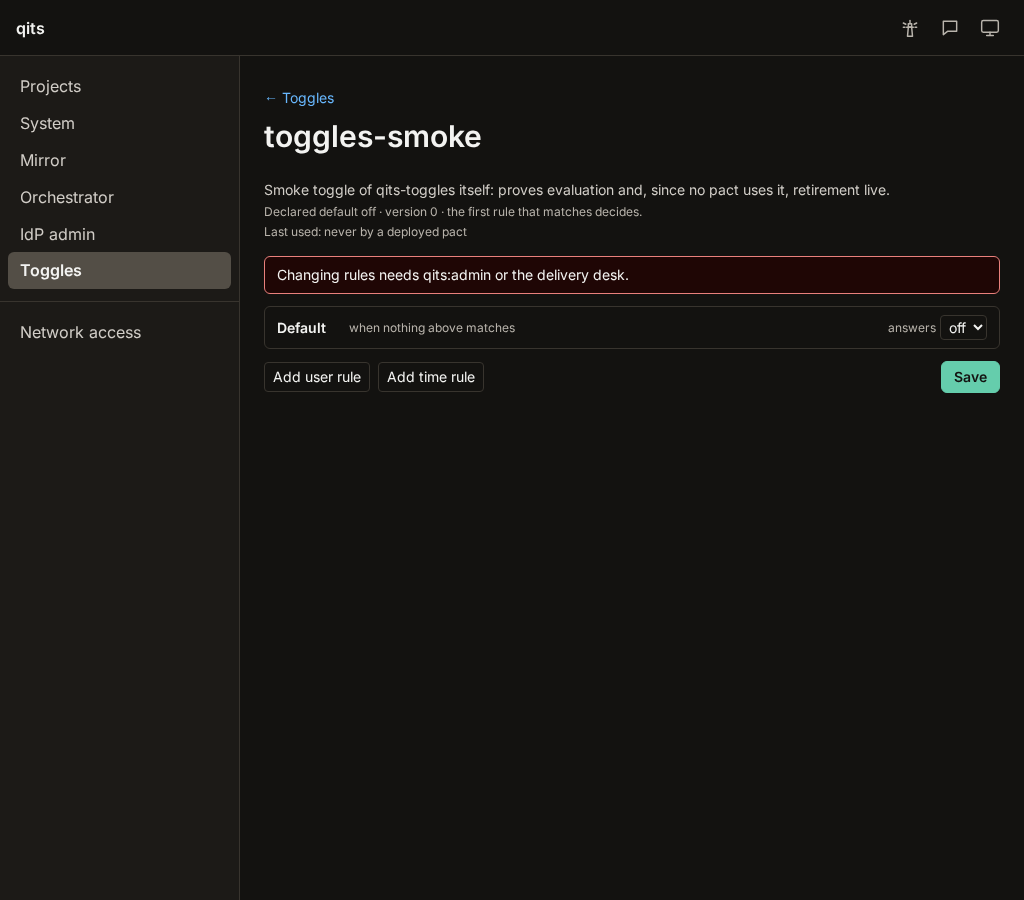 qits
Projects
System
Mirror
Orchestrator
IdP admin
Toggles
Network access
← Toggles
toggles-smoke
Smoke toggle of qits-toggles itself: proves evaluation and, since no pact uses it, retirement live.
Declared default off · version 0 · the first rule that matches decides.
Last used: never by a deployed pact
Changing rules needs qits:admin or the delivery desk.
Default when nothing above matches answers off
Add user rule Add time rule Save